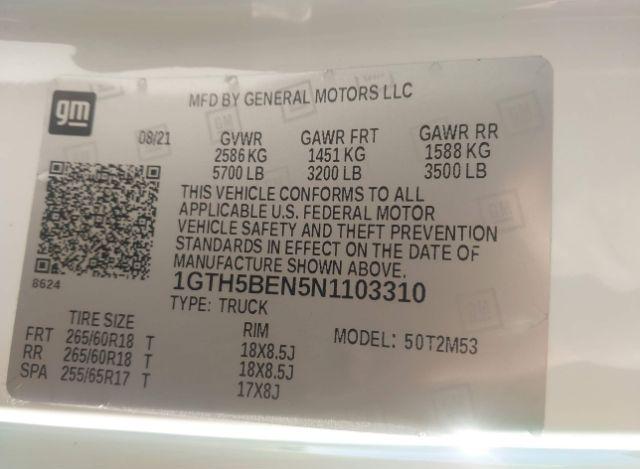 gm
MFD BY GENERAL MOTORS LLC
08/21 GVWR GAWR FRT GAWR RR
2586 KG 1451 KG 1588 KG
5700 LB 3200 LB 3500 LB
THIS VEHICLE CONFORMS TO ALL
APPLICABLE U.S. FEDERAL MOTOR
VEHICLE SAFETY AND THEFT PREVENTION
STANDARDS IN EFFECT ON THE DATE OF
MANUFACTURE SHOWN ABOVE.
8624
1GTH5BEN5N1103310
TYPE: TRUCK
TIRE SIZE RIM MODEL: 50T2M53
FRT 265/60R18 T 18X8.5J
RR 265/60R18 T 18X8.5J
SPA 255/65R17 T 17X8J